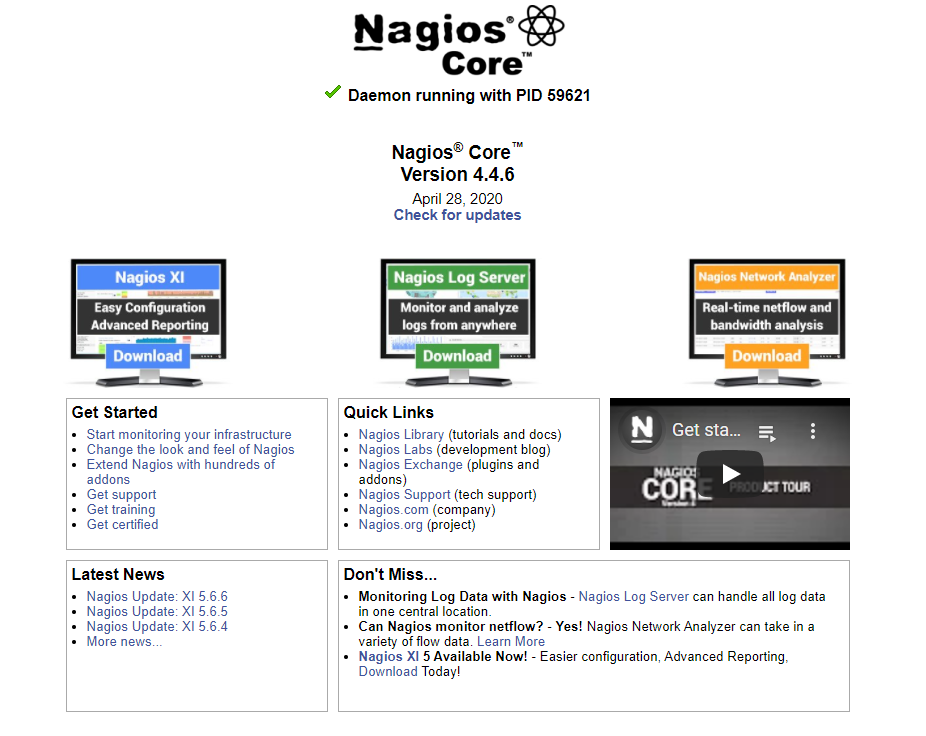 Nagios® Core™
Daemon running with PID 59621
Nagios® Core™
Version 4.4.6
April 28, 2020
Check for updates
Nagios XI
Easy Configuration
Advanced Reporting
Download
Nagios Log Server
Monitor and analyze
logs from anywhere
Download
Nagios Network Analyzer
Real-time netflow and
bandwidth analysis
Download
Get Started
• Start monitoring your infrastructure
• Change the look and feel of Nagios
• Extend Nagios with hundreds of
addons
• Get support
• Get training
• Get certified
Quick Links
• Nagios Library (tutorials and docs)
• Nagios Labs (development blog)
• Nagios Exchange (plugins and
addons)
• Nagios Support (tech support)
• Nagios.com (company)
• Nagios.org (project)
N Get sta...
NAGIOS
CORE PRODUCT TOUR
Latest News
• Nagios Update: XI 5.6.6
• Nagios Update: XI 5.6.5
• Nagios Update: XI 5.6.4
• More news...
Don't Miss...
• Monitoring Log Data with Nagios - Nagios Log Server can handle all log data
in one central location.
• Can Nagios monitor netflow? - Yes! Nagios Network Analyzer can take in a
variety of flow data. Learn More
• Nagios XI 5 Available Now! - Easier configuration, Advanced Reporting,
Download Today!